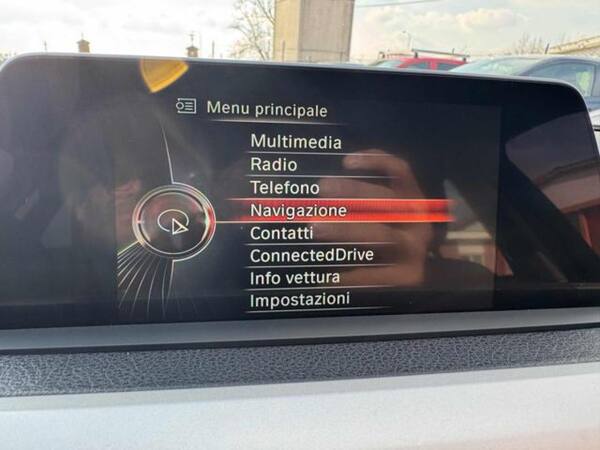 Menu principale
Multimedia
Radio
Telefono
Navigazione
Contatti
ConnectedDrive
Info vettura
Impostazioni